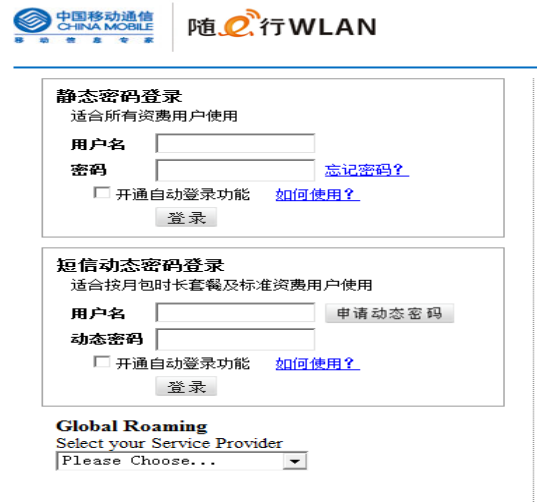 中国移动通信
CHINA MOBILE
移动信息专家
随e行WLAN
静态密码登录
适合所有资费用户使用
用户名
密码 忘记密码？
开通自动登录功能 如何使用？
登录
短信动态密码登录
适合按月包时长套餐及标准资费用户使用
用户名 申请动态密码
动态密码
开通自动登录功能 如何使用？
登录
Global Roaming
Select your Service Provider
Please Choose...